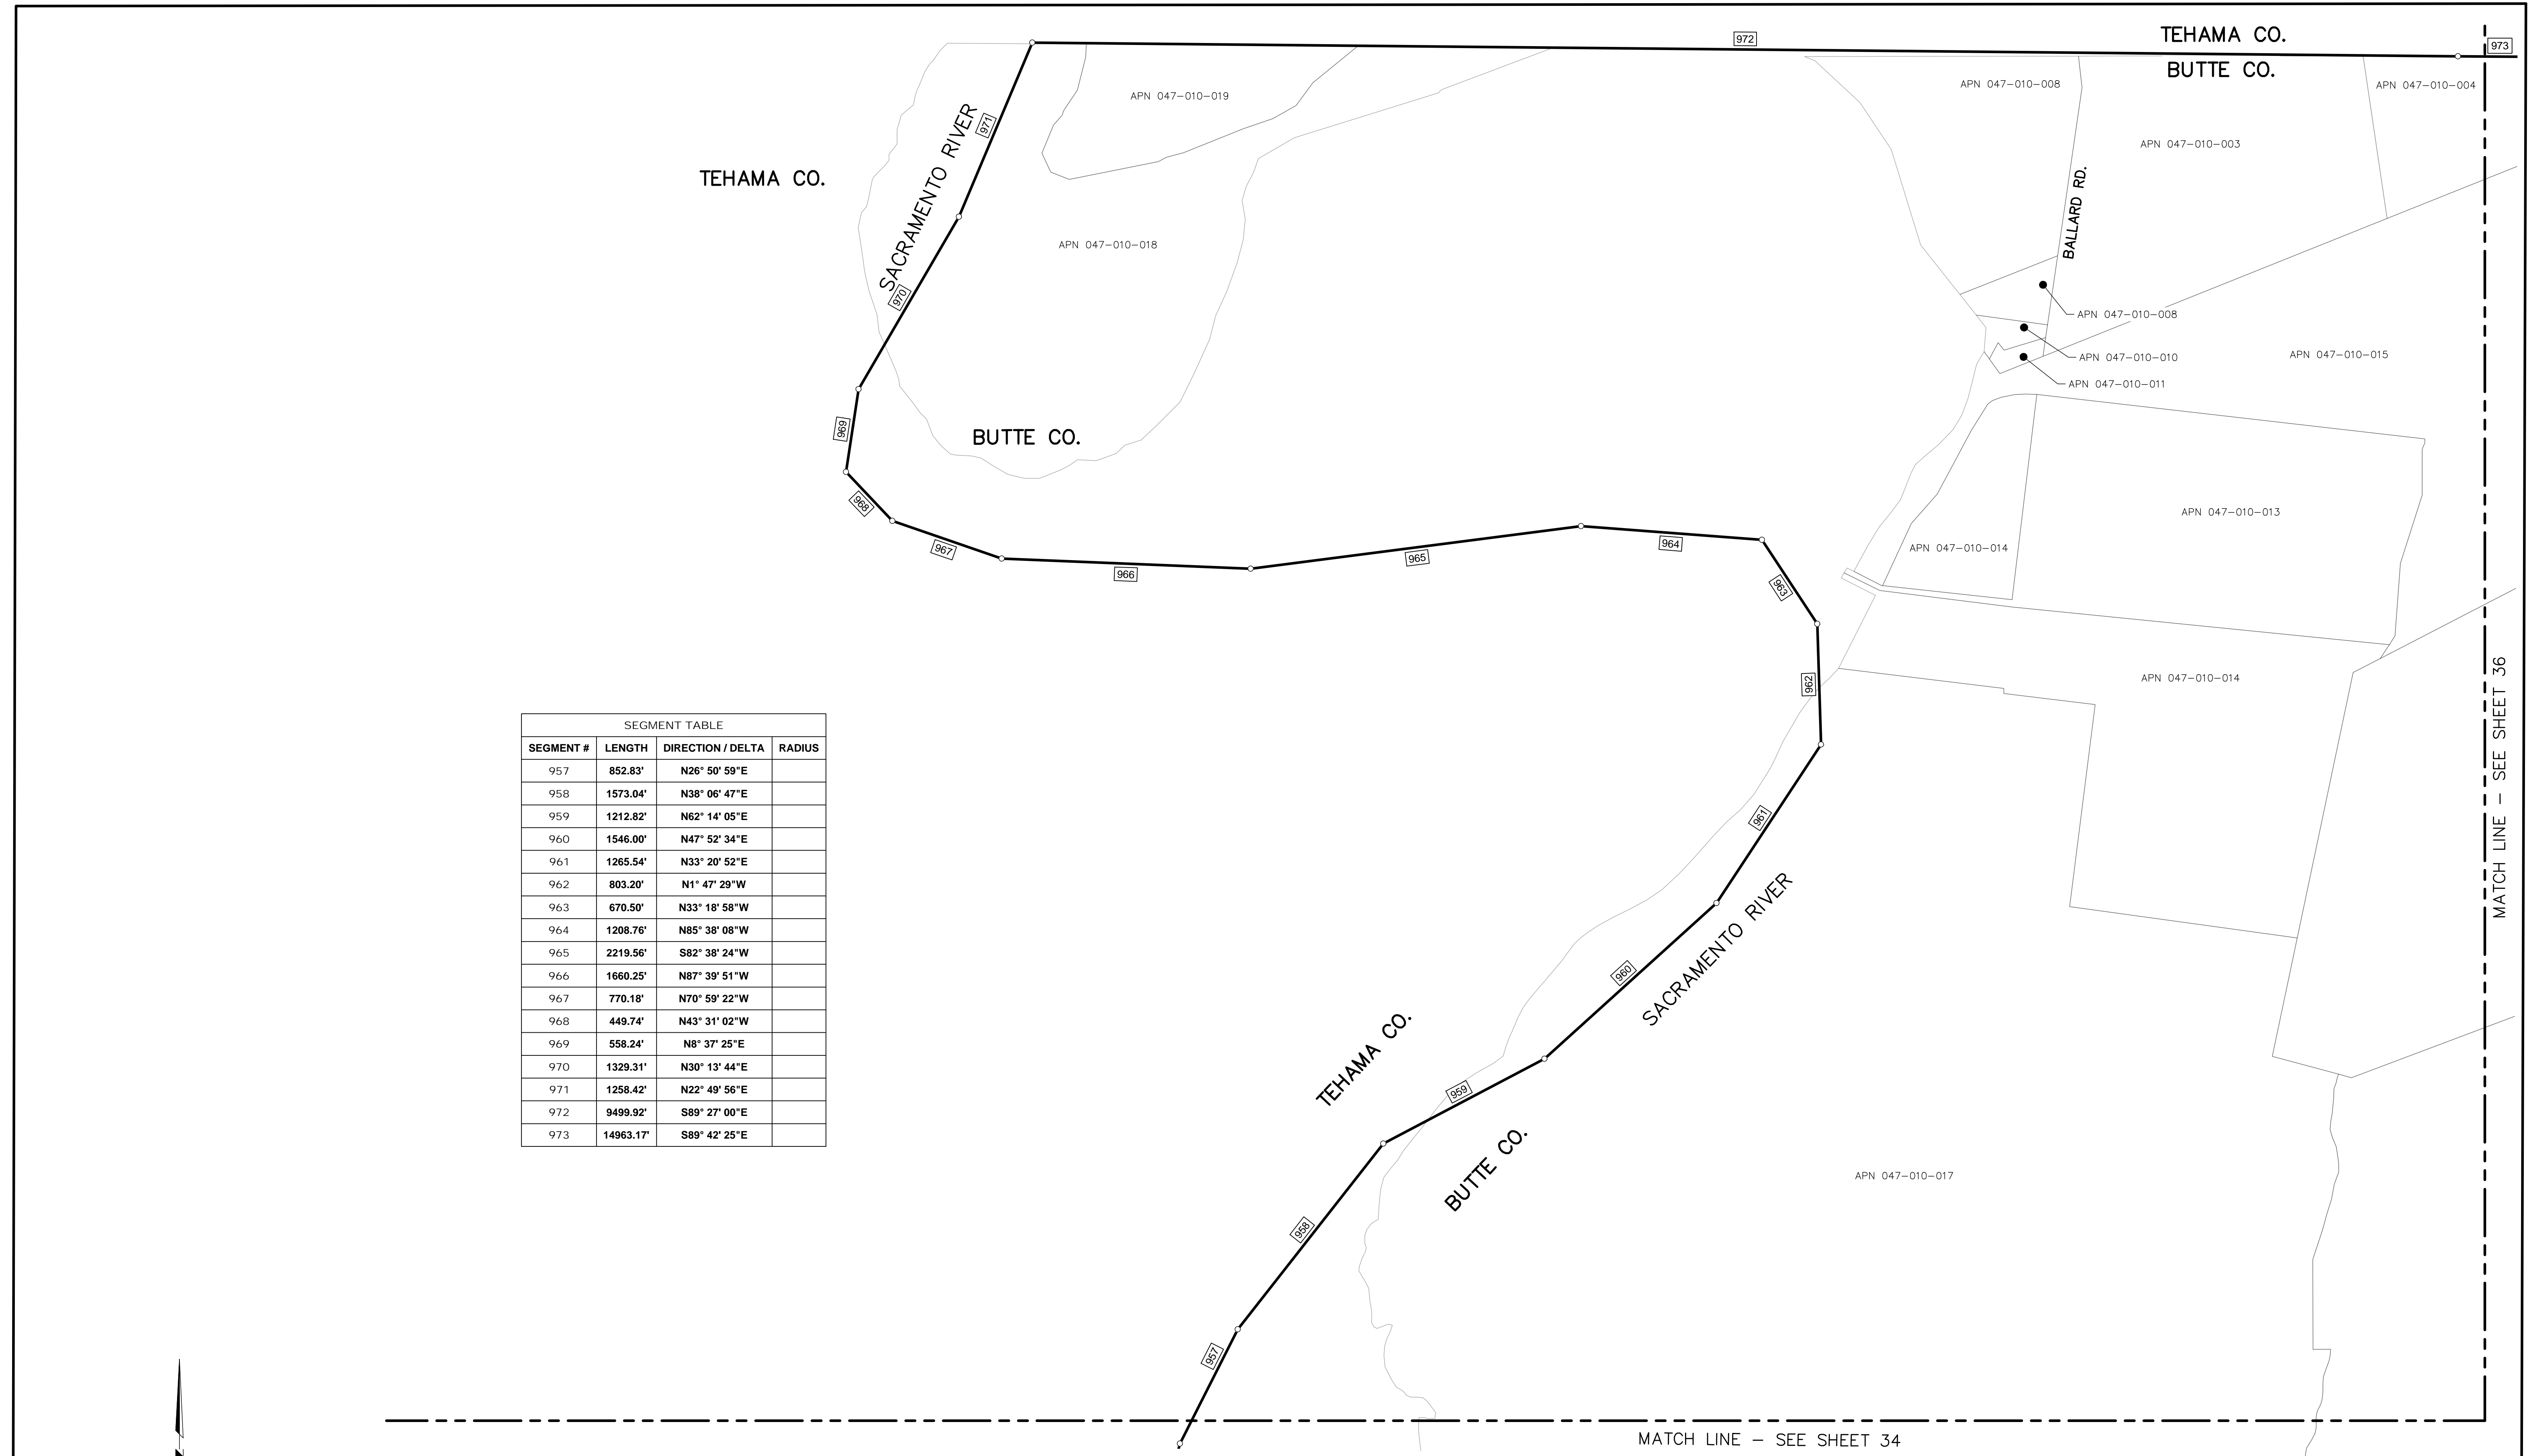 972
TEHAMA CO.
973
BUTTE CO.
APN 047-010-008
APN 047-010-004
APN 047-010-019
971
APN 047-010-003
SACRAMENTO RIVER
TEHAMA CO.
BALLARD RD.
APN 047-010-018
970
APN 047-010-008
APN 047-010-010
APN 047-010-015
APN 047-010-011
969
BUTTE CO.
968
APN 047-010-013
967
966
965
964
APN 047-010-014
963
962
APN 047-010-014
MATCH LINE - SEE SHEET 36
SEGMENT TABLE
SEGMENT # LENGTH DIRECTION / DELTA RADIUS
957 852.83' N26° 50' 59"E
958 1573.04' N38° 06' 47"E
959 1212.82' N62° 14' 05"E
960 1546.00' N47° 52' 34"E
961 1265.54' N33° 20' 52"E
962 803.20' N1° 47' 29"W
963 670.50' N33° 18' 58"W
964 1208.76' N85° 38' 08"W
965 2219.56' S82° 38' 24"W
966 1660.25' N87° 39' 51"W
967 770.18' N70° 59' 22"W
968 449.74' N43° 31' 02"W
969 558.24' N8° 37' 25"E
970 1329.31' N30° 13' 44"E
971 1258.42' N22° 49' 56"E
972 9499.92' S89° 27' 00"E
973 14963.17' S89° 42' 25"E
961
SACRAMENTO RIVER
960
TEHAMA CO.
959
BUTTE CO.
APN 047-010-017
958
957
MATCH LINE - SEE SHEET 34